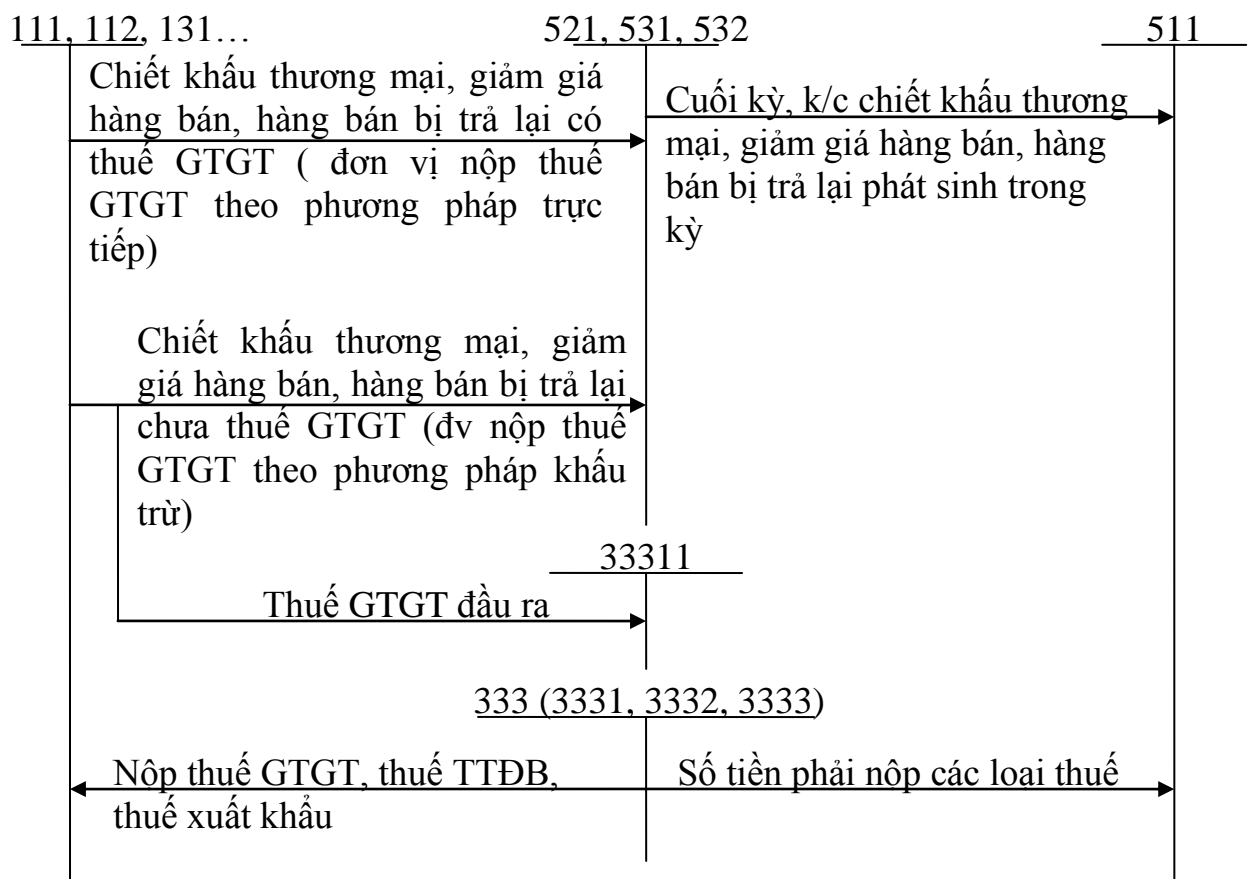 111, 112, 131…
521, 531, 532
511
Chiết khấu thương mại, giảm giá
hàng bán, hàng bán bị trả lại có
thuế GTGT ( đơn vị nộp thuế
GTGT theo phương pháp trực
tiếp)
Cuối kỳ, k/c chiết khấu thương
mại, giảm giá hàng bán, hàng
bán bị trả lại phát sinh trong
kỳ
Chiết khấu thương mại, giảm
giá hàng bán, hàng bán bị trả lại
chưa thuế GTGT (đv nộp thuế
GTGT theo phương pháp khấu
trừ)
33311
Thuế GTGT đầu ra
333 (3331, 3332, 3333)
Nộp thuế GTGT, thuế TTĐB,
thuế xuất khẩu
Số tiền phải nộp các loại thuế